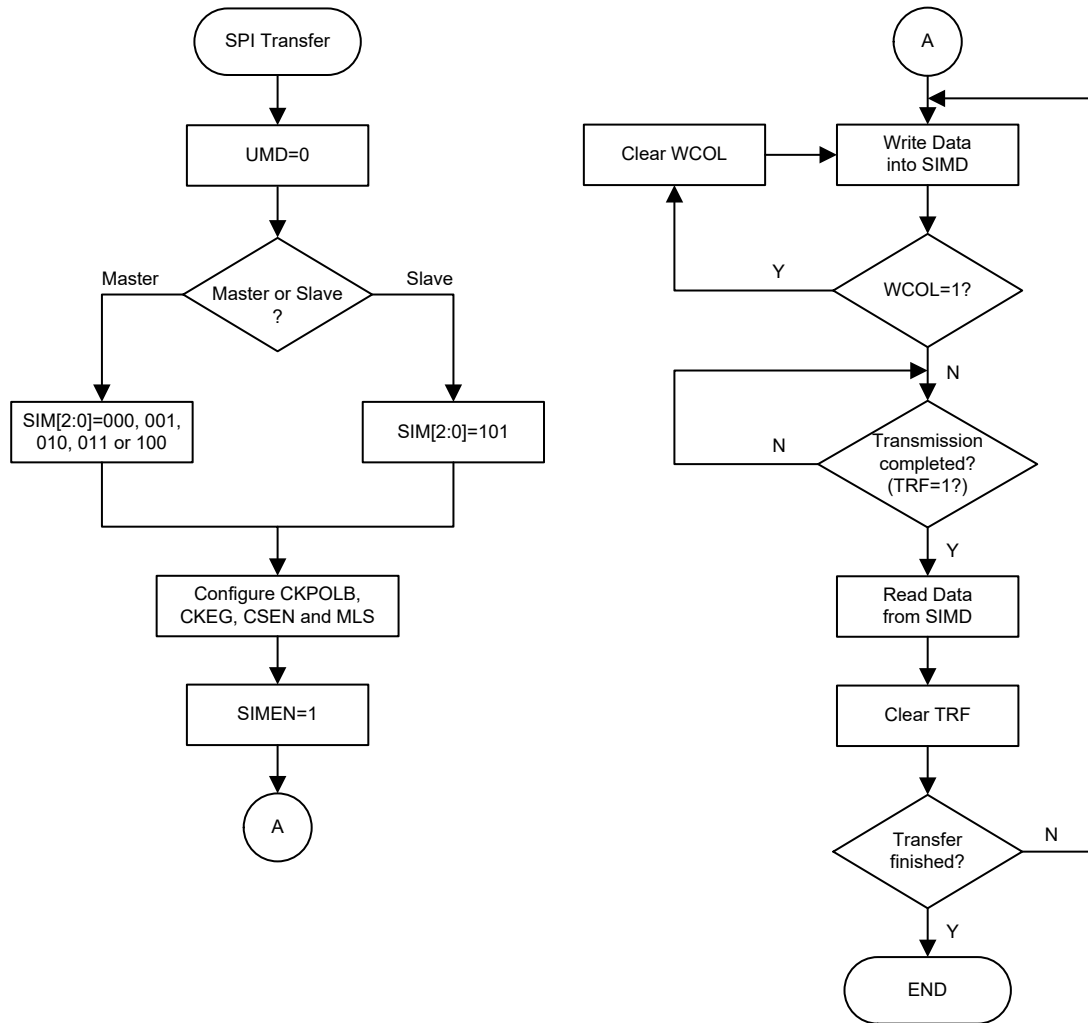 SPI Transfer
UMD=0
Master
Master or Slave
?
Slave
SIM[2:0]=000, 001,
010, 011 or 100
SIM[2:0]=101
Configure CKPOLB,
CKEG, CSEN and MLS
SIMEN=1
A
A
Clear WCOL
Write Data
into SIMD
Y
WCOL=1?
N
N
Transmission
completed?
(TRF=1?)
Y
Read Data
from SIMD
Clear TRF
Transfer
finished?
N
Y
END